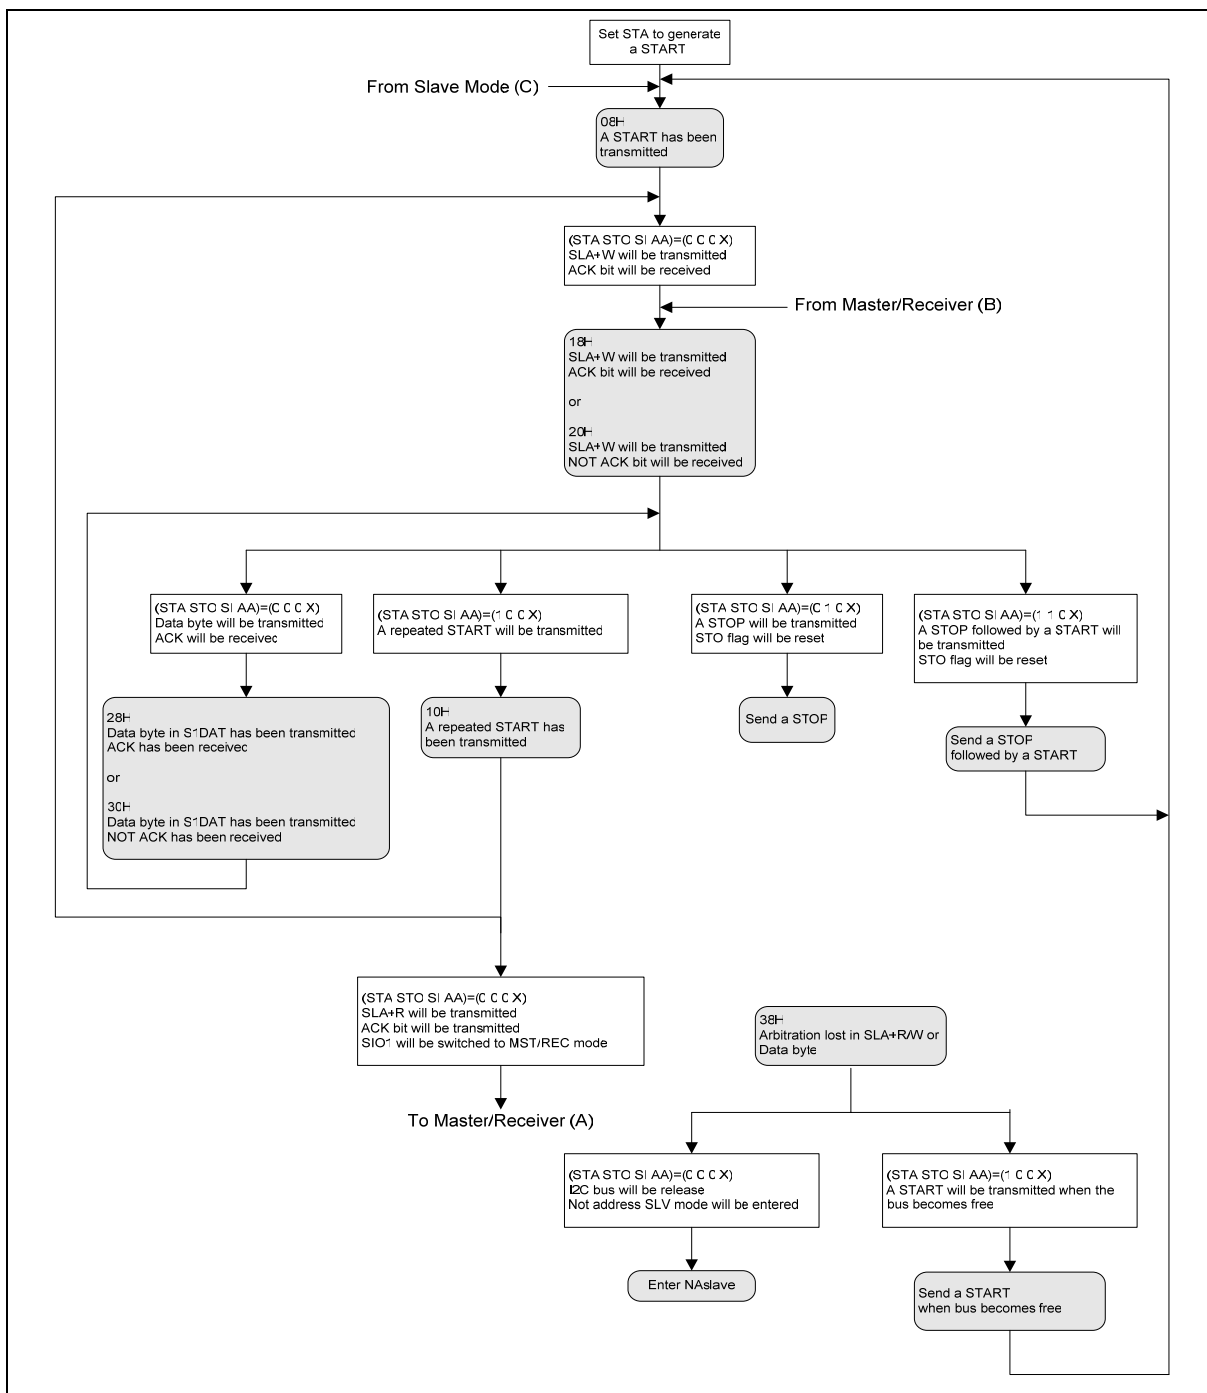 Set STA to generate
a START
From Slave Mode (C)
08H
A START has been
transmitted
(STA STO SI AA)=(0 0 0 X)
SLA+W will be transmitted
ACK bit will be received
From Master/Receiver (B)
18H
SLA+W will be transmitted
ACK bit will be received
or
20H
SLA+W will be transmitted
NOT ACK bit will be received
(STA STO SI AA)=(0 0 0 X)
Data byte will be transmitted
ACK will be received
(STA STO SI AA)=(1 0 0 X)
A repeated START will be transmitted
(STA STO SI AA)=(0 1 0 X)
A STOP will be transmitted
STO flag will be reset
(STA STO SI AA)=(1 1 0 X)
A STOP followed by a START will
be transmitted
STO flag will be reset
28H
Data byte in S1DAT has been transmitted
ACK has been received
or
30H
Data byte in S1DAT has been transmitted
NOT ACK has been received
10H
A repeated START has
been transmitted
Send a STOP
Send a STOP
followed by a START
(STA STO SI AA)=(0 0 0 X)
SLA+R will be transmitted
ACK bit will be transmitted
SIO1 will be switched to MST/REC mode
To Master/Receiver (A)
38H
Arbitration lost in SLA+R/W or
Data byte
(STA STO SI AA)=(0 0 0 X)
I2C bus will be release
Not address SLV mode will be entered
(STA STO SI AA)=(1 0 0 X)
A START will be transmitted when the
bus becomes free
Enter NAslave
Send a START
when bus becomes free